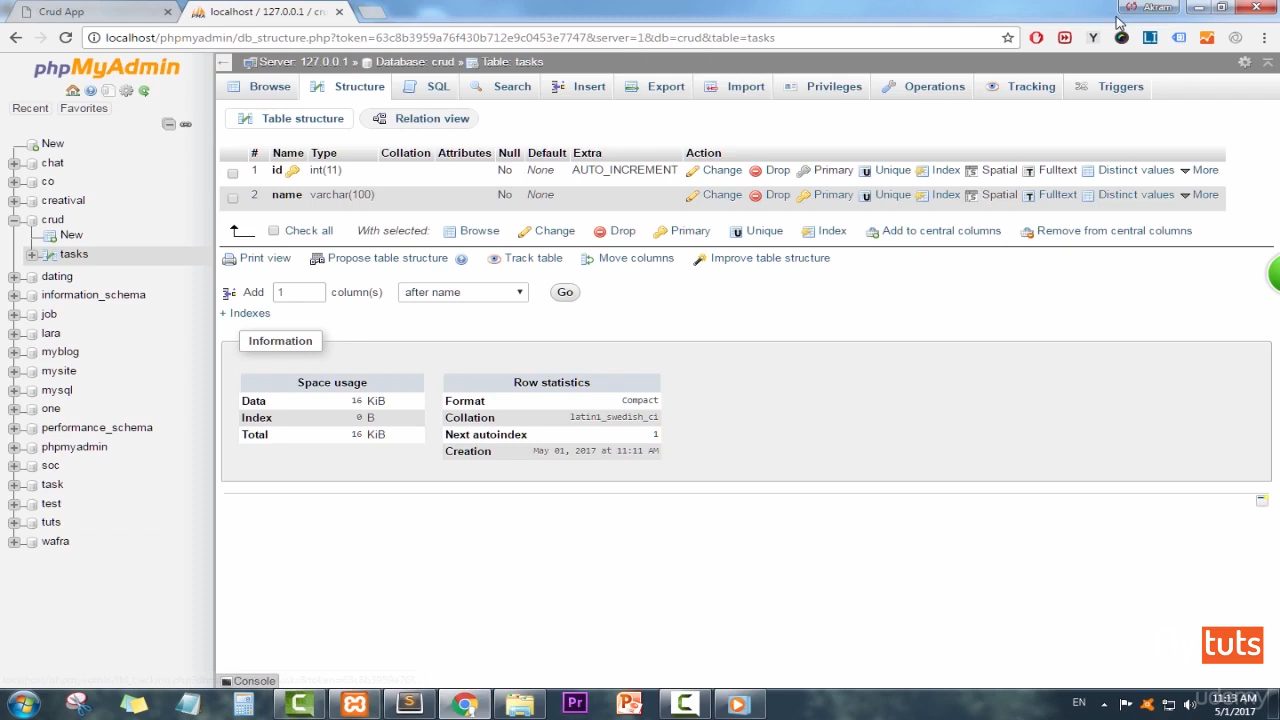 Crud App
localhost / 127.0.0.1 / cru
Akram
localhost/phpmyadmin/db_structure.php?token=63c8b3959a76f430b712e9c0453e7747&server=1&db=crud&table=tasks
phpMyAdmin
Recent Favorites
New
chat
co
creatival
crud
New
tasks
dating
information_schema
job
lara
myblog
mysite
mysql
one
performance_schema
phpmyadmin
soc
task
test
tuts
wafra
Server: 127.0.0.1 » Database: crud » Table: tasks
Browse Structure SQL Search Insert Export Import Privileges Operations Tracking Triggers
Table structure Relation view
# Name Type Collation Attributes Null Default Extra Action
1 id int(11) No None AUTO_INCREMENT Change Drop Primary Unique Index Spatial Fulltext Distinct values More
2 name varchar(100) No None Change Drop Primary Unique Index Spatial Fulltext Distinct values More
Check all With selected: Browse Change Drop Primary Unique Index Add to central columns Remove from central columns
Print view Propose table structure Track table Move columns Improve table structure
Add 1 column(s) after name Go
+ Indexes
Information
Space usage
Data 16 KiB
Index 0 B
Total 16 KiB
Row statistics
Format Compact
Collation latin1_swedish_ci
Next autoindex 1
Creation May 01, 2017 at 11:11 AM
Console
tuts
EN
11:13 AM
5/1/2017